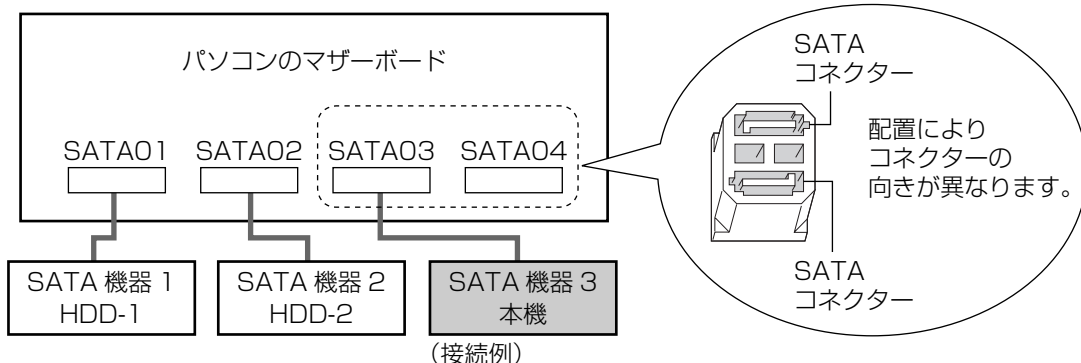 パソコンのマザーボード
SATA01 SATA02 SATA03 SATA04
SATA 機器 1
HDD-1
SATA 機器 2
HDD-2
SATA 機器 3
本機
(接続例)
SATA
コネクター
配置により
コネクターの
向きが異なります。
SATA
コネクター